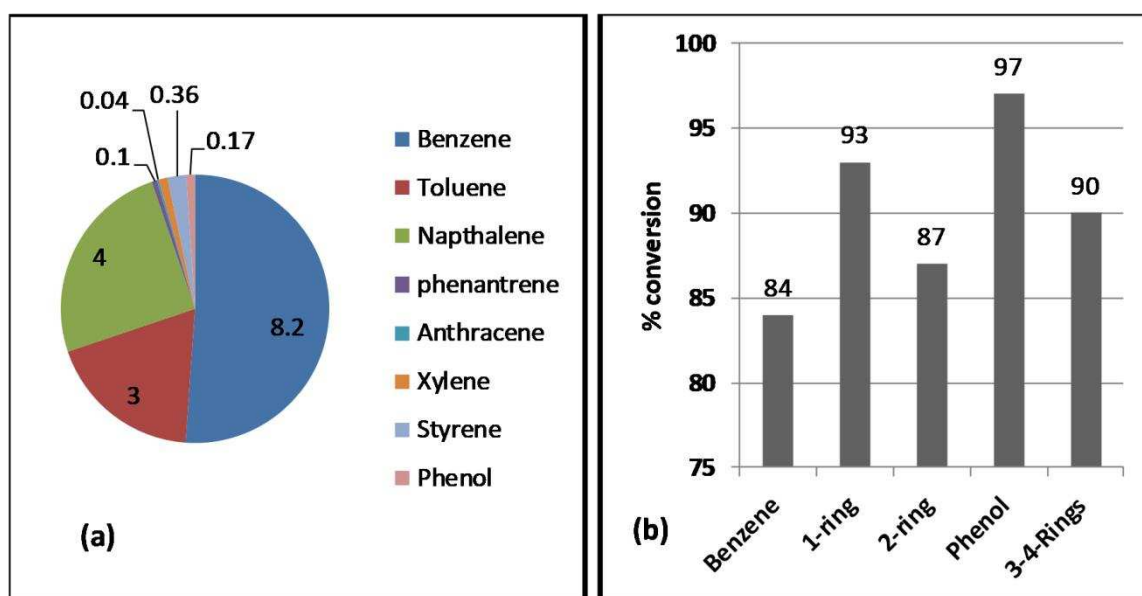 0.04
0.36
0.1
0.17
4
8.2
3
Benzene
Toluene
Napthalene
phenantrene
Anthracene
Xylene
Styrene
Phenol
(a)
% conversion
100
95
90
85
80
75
84
93
87
97
90
Benzene
1-ring
2-ring
Phenol
3-4-Rings
(b)